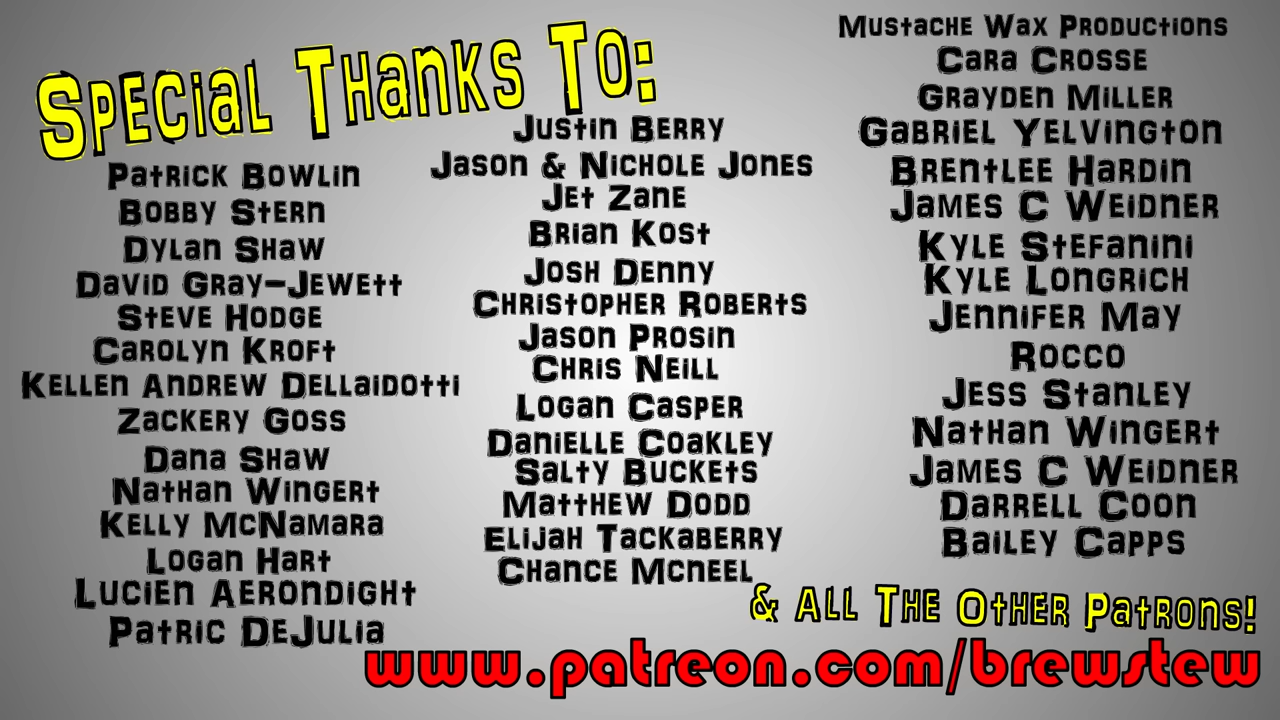 Special Thanks To:
Patrick Bowlin
Bobby Stern
Dylan Shaw
David Gray-Jewett
Steve Hodge
Carolyn Kroft
Kellen Andrew Dellaidotti
Zackery Goss
Dana Shaw
Nathan Wingert
Kelly McNamara
Logan Hart
Lucien Aerondight
Patric DeJulia
Justin Berry
Jason & Nichole Jones
Jet Zane
Brian Kost
Josh Denny
Christopher Roberts
Jason Prosin
Chris Neill
Logan Casper
Danielle Coakley
Salty Buckets
Matthew Dodd
Elijah Tackaberry
Chance Mcneel
Mustache Wax Productions
Cara Crosse
Grayden Miller
Gabriel Yelvington
Brentlee Hardin
James C Weidner
Kyle Stefanini
Kyle Longrich
Jennifer May
Rocco
Jess Stanley
Nathan Wingert
James C Weidner
Darrell Coon
Bailey Capps
& All The Other Patrons!
www.patreon.com/brewstew